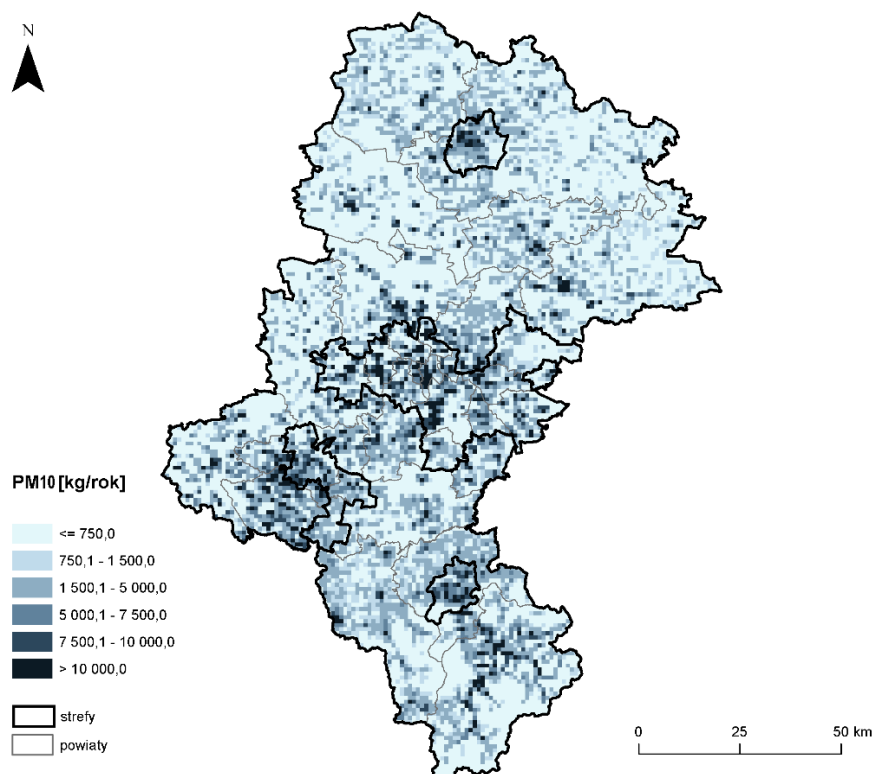 N
PM10 [kg/rok]
<= 750,0
750,1 - 1 500,0
1 500,1 - 5 000,0
5 000,1 - 7 500,0
7 500,1 - 10 000,0
> 10 000,0
strefy
powiaty
0 25 50 km